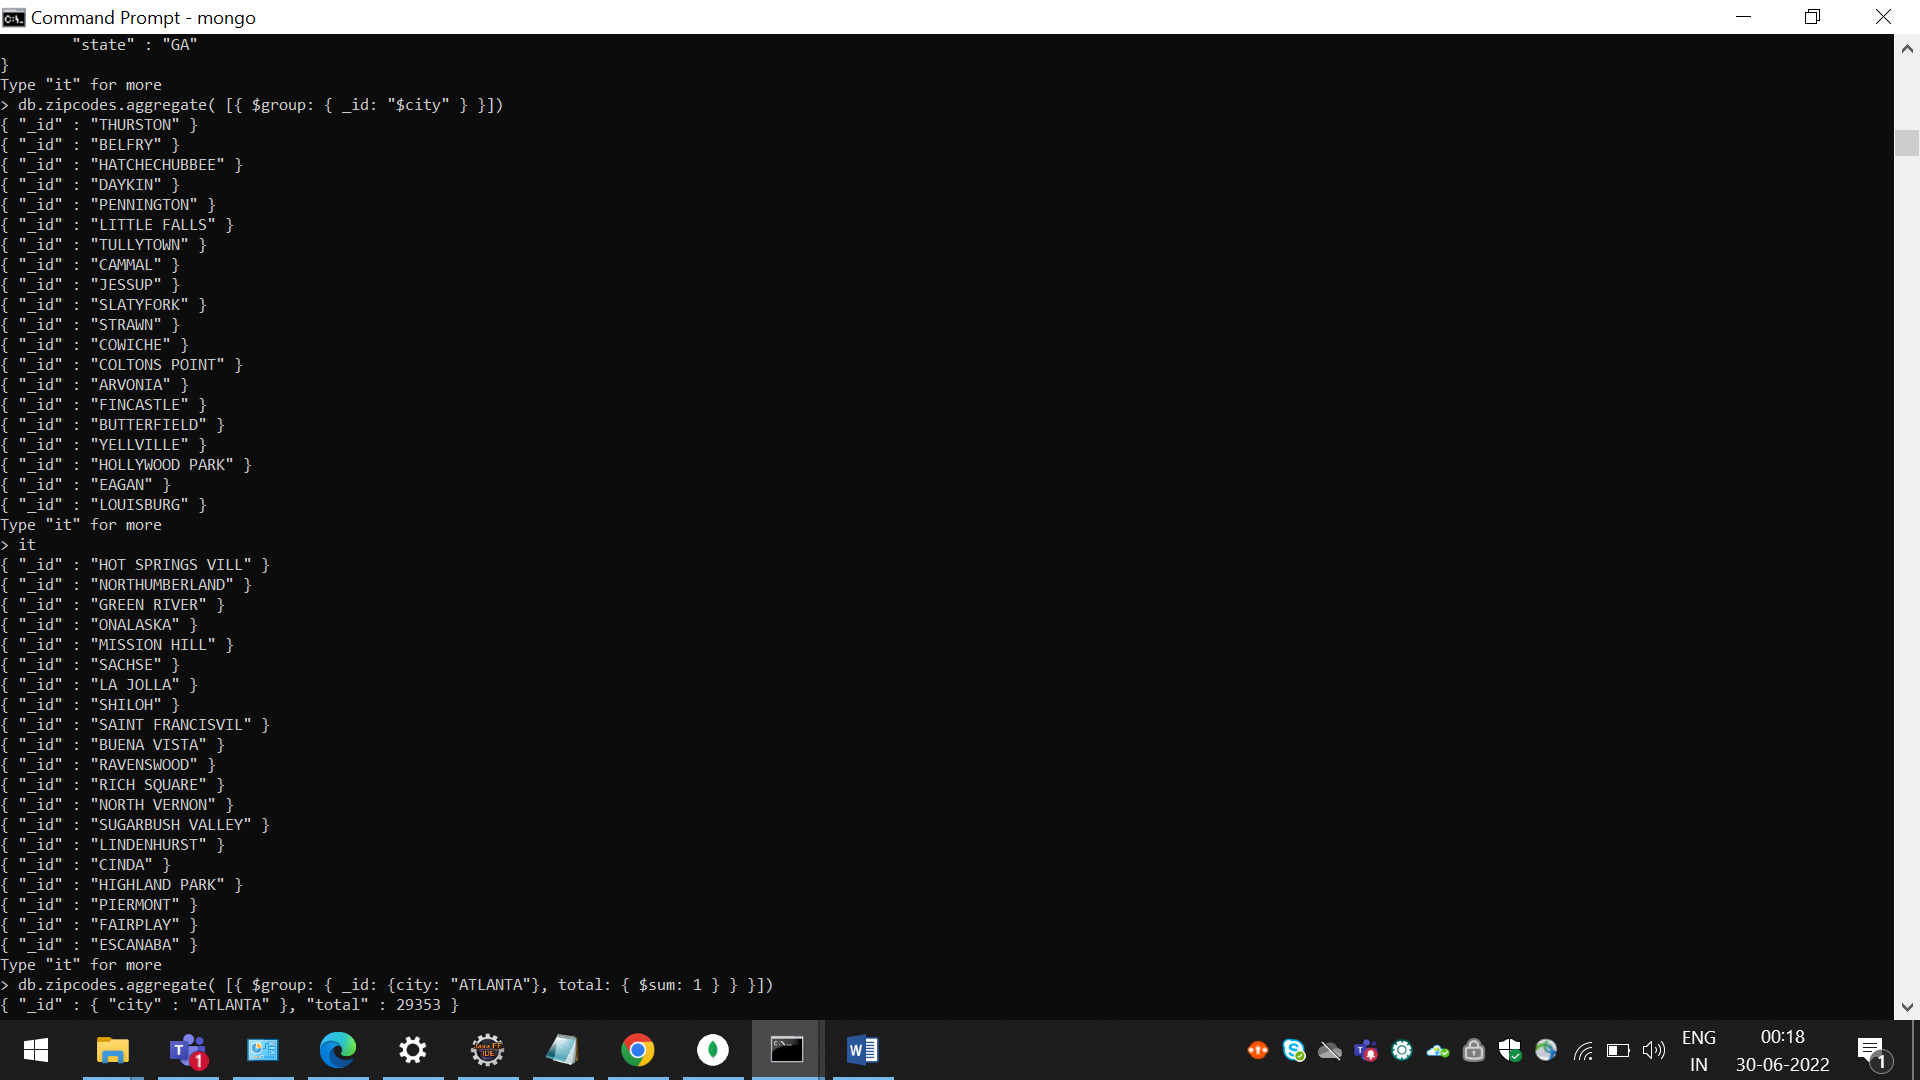 Command Prompt - mongo
"state" : "GA"
}
Type "it" for more
> db.zipcodes.aggregate( [{ $group: { _id: "$city" } }])
{ "_id" : "THURSTON" }
{ "_id" : "BELFRY" }
{ "_id" : "HATCHECHUBBEE" }
{ "_id" : "DAYKIN" }
{ "_id" : "PENNINGTON" }
{ "_id" : "LITTLE FALLS" }
{ "_id" : "TULLYTOWN" }
{ "_id" : "CAMMAL" }
{ "_id" : "JESSUP" }
{ "_id" : "SLATYFORK" }
{ "_id" : "STRAWN" }
{ "_id" : "COWICHE" }
{ "_id" : "COLTONS POINT" }
{ "_id" : "ARVONIA" }
{ "_id" : "FINCASTLE" }
{ "_id" : "BUTTERFIELD" }
{ "_id" : "YELLVILLE" }
{ "_id" : "HOLLYWOOD PARK" }
{ "_id" : "EAGAN" }
{ "_id" : "LOUISBURG" }
Type "it" for more
> it
{ "_id" : "HOT SPRINGS VILL" }
{ "_id" : "NORTHUMBERLAND" }
{ "_id" : "GREEN RIVER" }
{ "_id" : "ONALASKA" }
{ "_id" : "MISSION HILL" }
{ "_id" : "SACHSE" }
{ "_id" : "LA JOLLA" }
{ "_id" : "SHILOH" }
{ "_id" : "SAINT FRANCISVIL" }
{ "_id" : "BUENA VISTA" }
{ "_id" : "RAVENSWOOD" }
{ "_id" : "RICH SQUARE" }
{ "_id" : "NORTH VERNON" }
{ "_id" : "SUGARBUSH VALLEY" }
{ "_id" : "LINDENHURST" }
{ "_id" : "CINDA" }
{ "_id" : "HIGHLAND PARK" }
{ "_id" : "PIERMONT" }
{ "_id" : "FAIRPLAY" }
{ "_id" : "ESCANABA" }
Type "it" for more
> db.zipcodes.aggregate( [{ $group: { _id: {city: "ATLANTA"}, total: { $sum: 1 } } }])
{ "_id" : { "city" : "ATLANTA" }, "total" : 29353 }
ENG 00:18
IN 30-06-2022 1